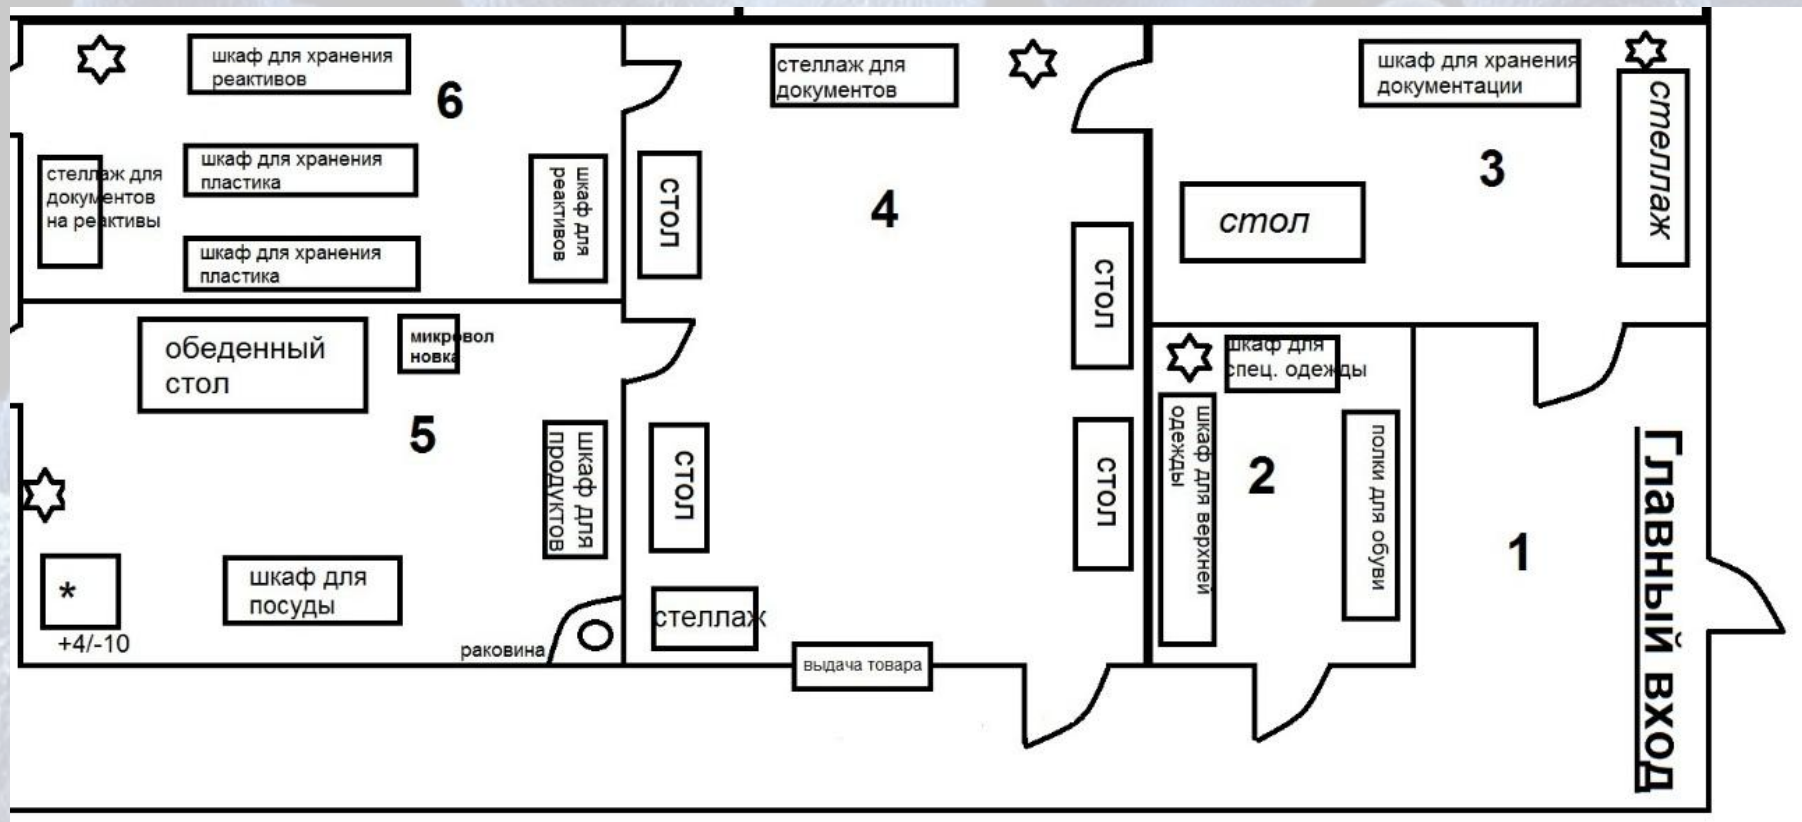 шкаф для хранения
реактивов
6
стеллаж для
документов
на реактивы
шкаф для хранения
пластика
шкаф для хранения
пластика
шкаф для
реактивов
стеллаж для
документов
стол
4
стол
стол
стол
стеллаж
выдача товара
шкаф для хранения
документации
стеллаж
3
стол
обеденный
стол
микровол
новка
5
шкаф для
продуктов
*
+4/-10
шкаф для
посуды
раковина
шкаф для
спец. одежды
шкаф для верхней
одежды
2
полки для обуви
1
Главный вход